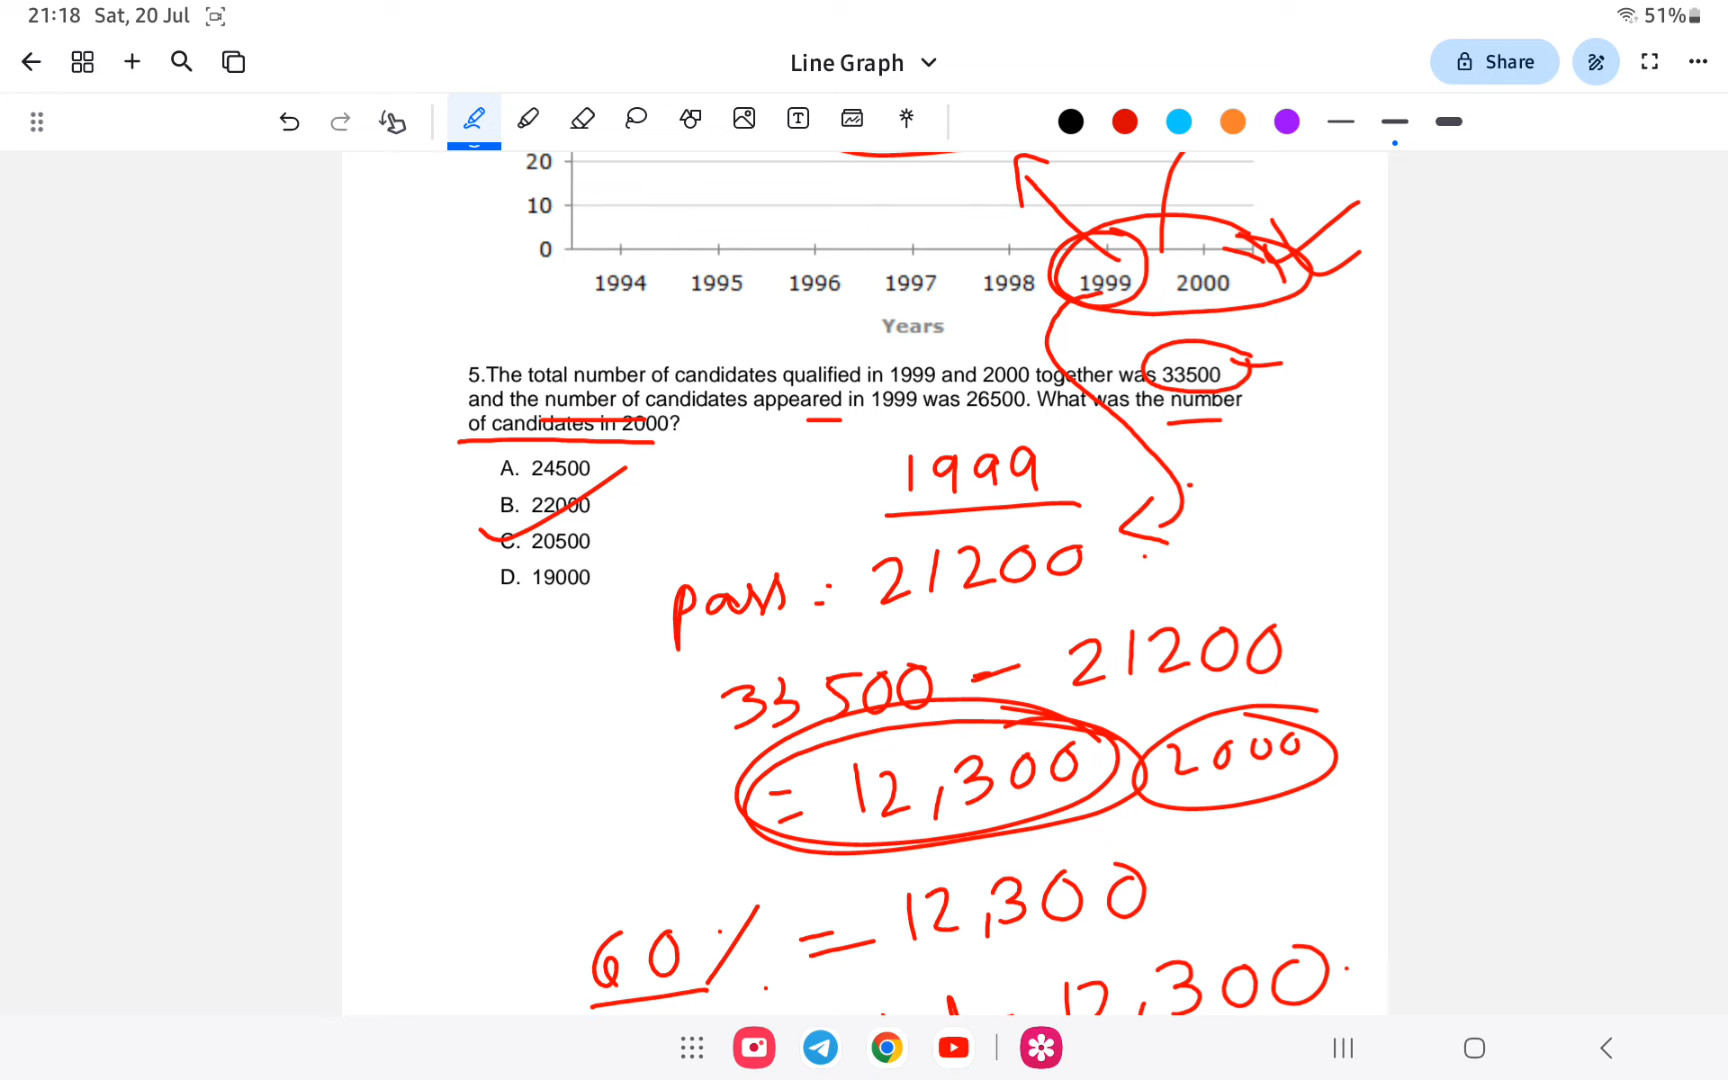 21:18 Sat, 20 Jul
51%
Line Graph
Share
20
10
0
1994 1995 1996 1997 1998 1999 2000
Years
5.The total number of candidates qualified in 1999 and 2000 together was 33500
and the number of candidates appeared in 1999 was 26500. What was the number
of candidates in 2000?
A. 24500
B. 22000
C. 20500
D. 19000
1999
pass : 21200
33500 - 21200
= 12,300 2000
60 % = 12,300
12,300